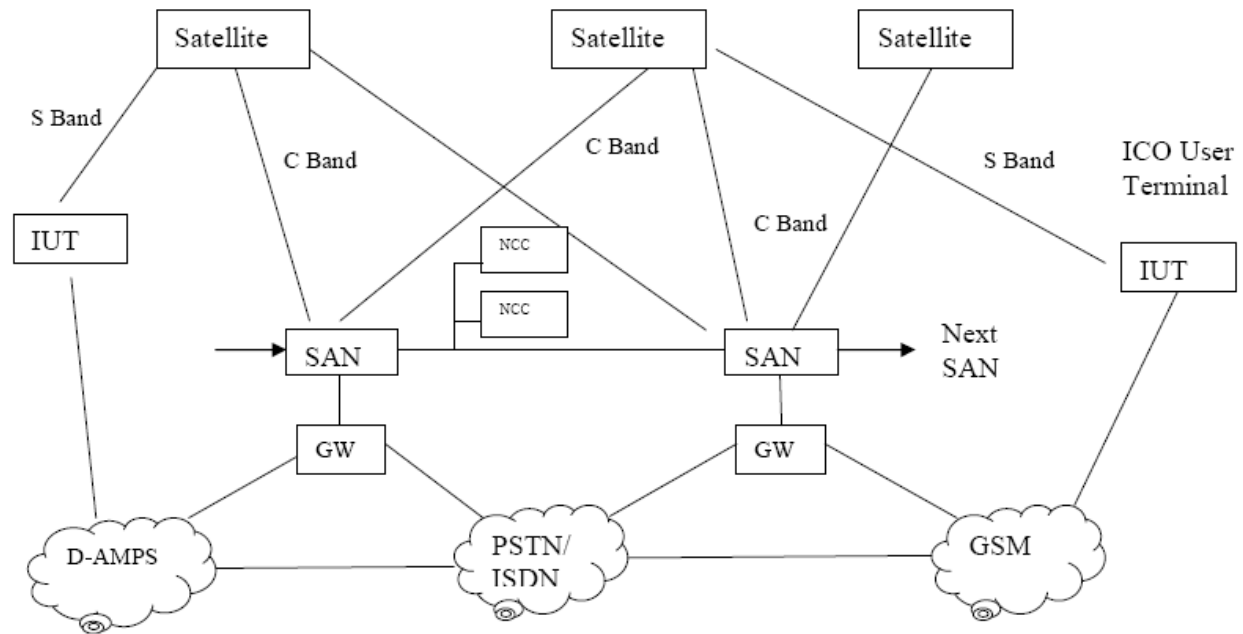 Satellite
Satellite
Satellite
S Band
C Band
C Band
S Band
ICO User
Terminal
C Band
IUT
NCC
IUT
NCC
SAN
SAN
Next
SAN
GW
GW
D-AMPS
PSTN/
ISDN
GSM